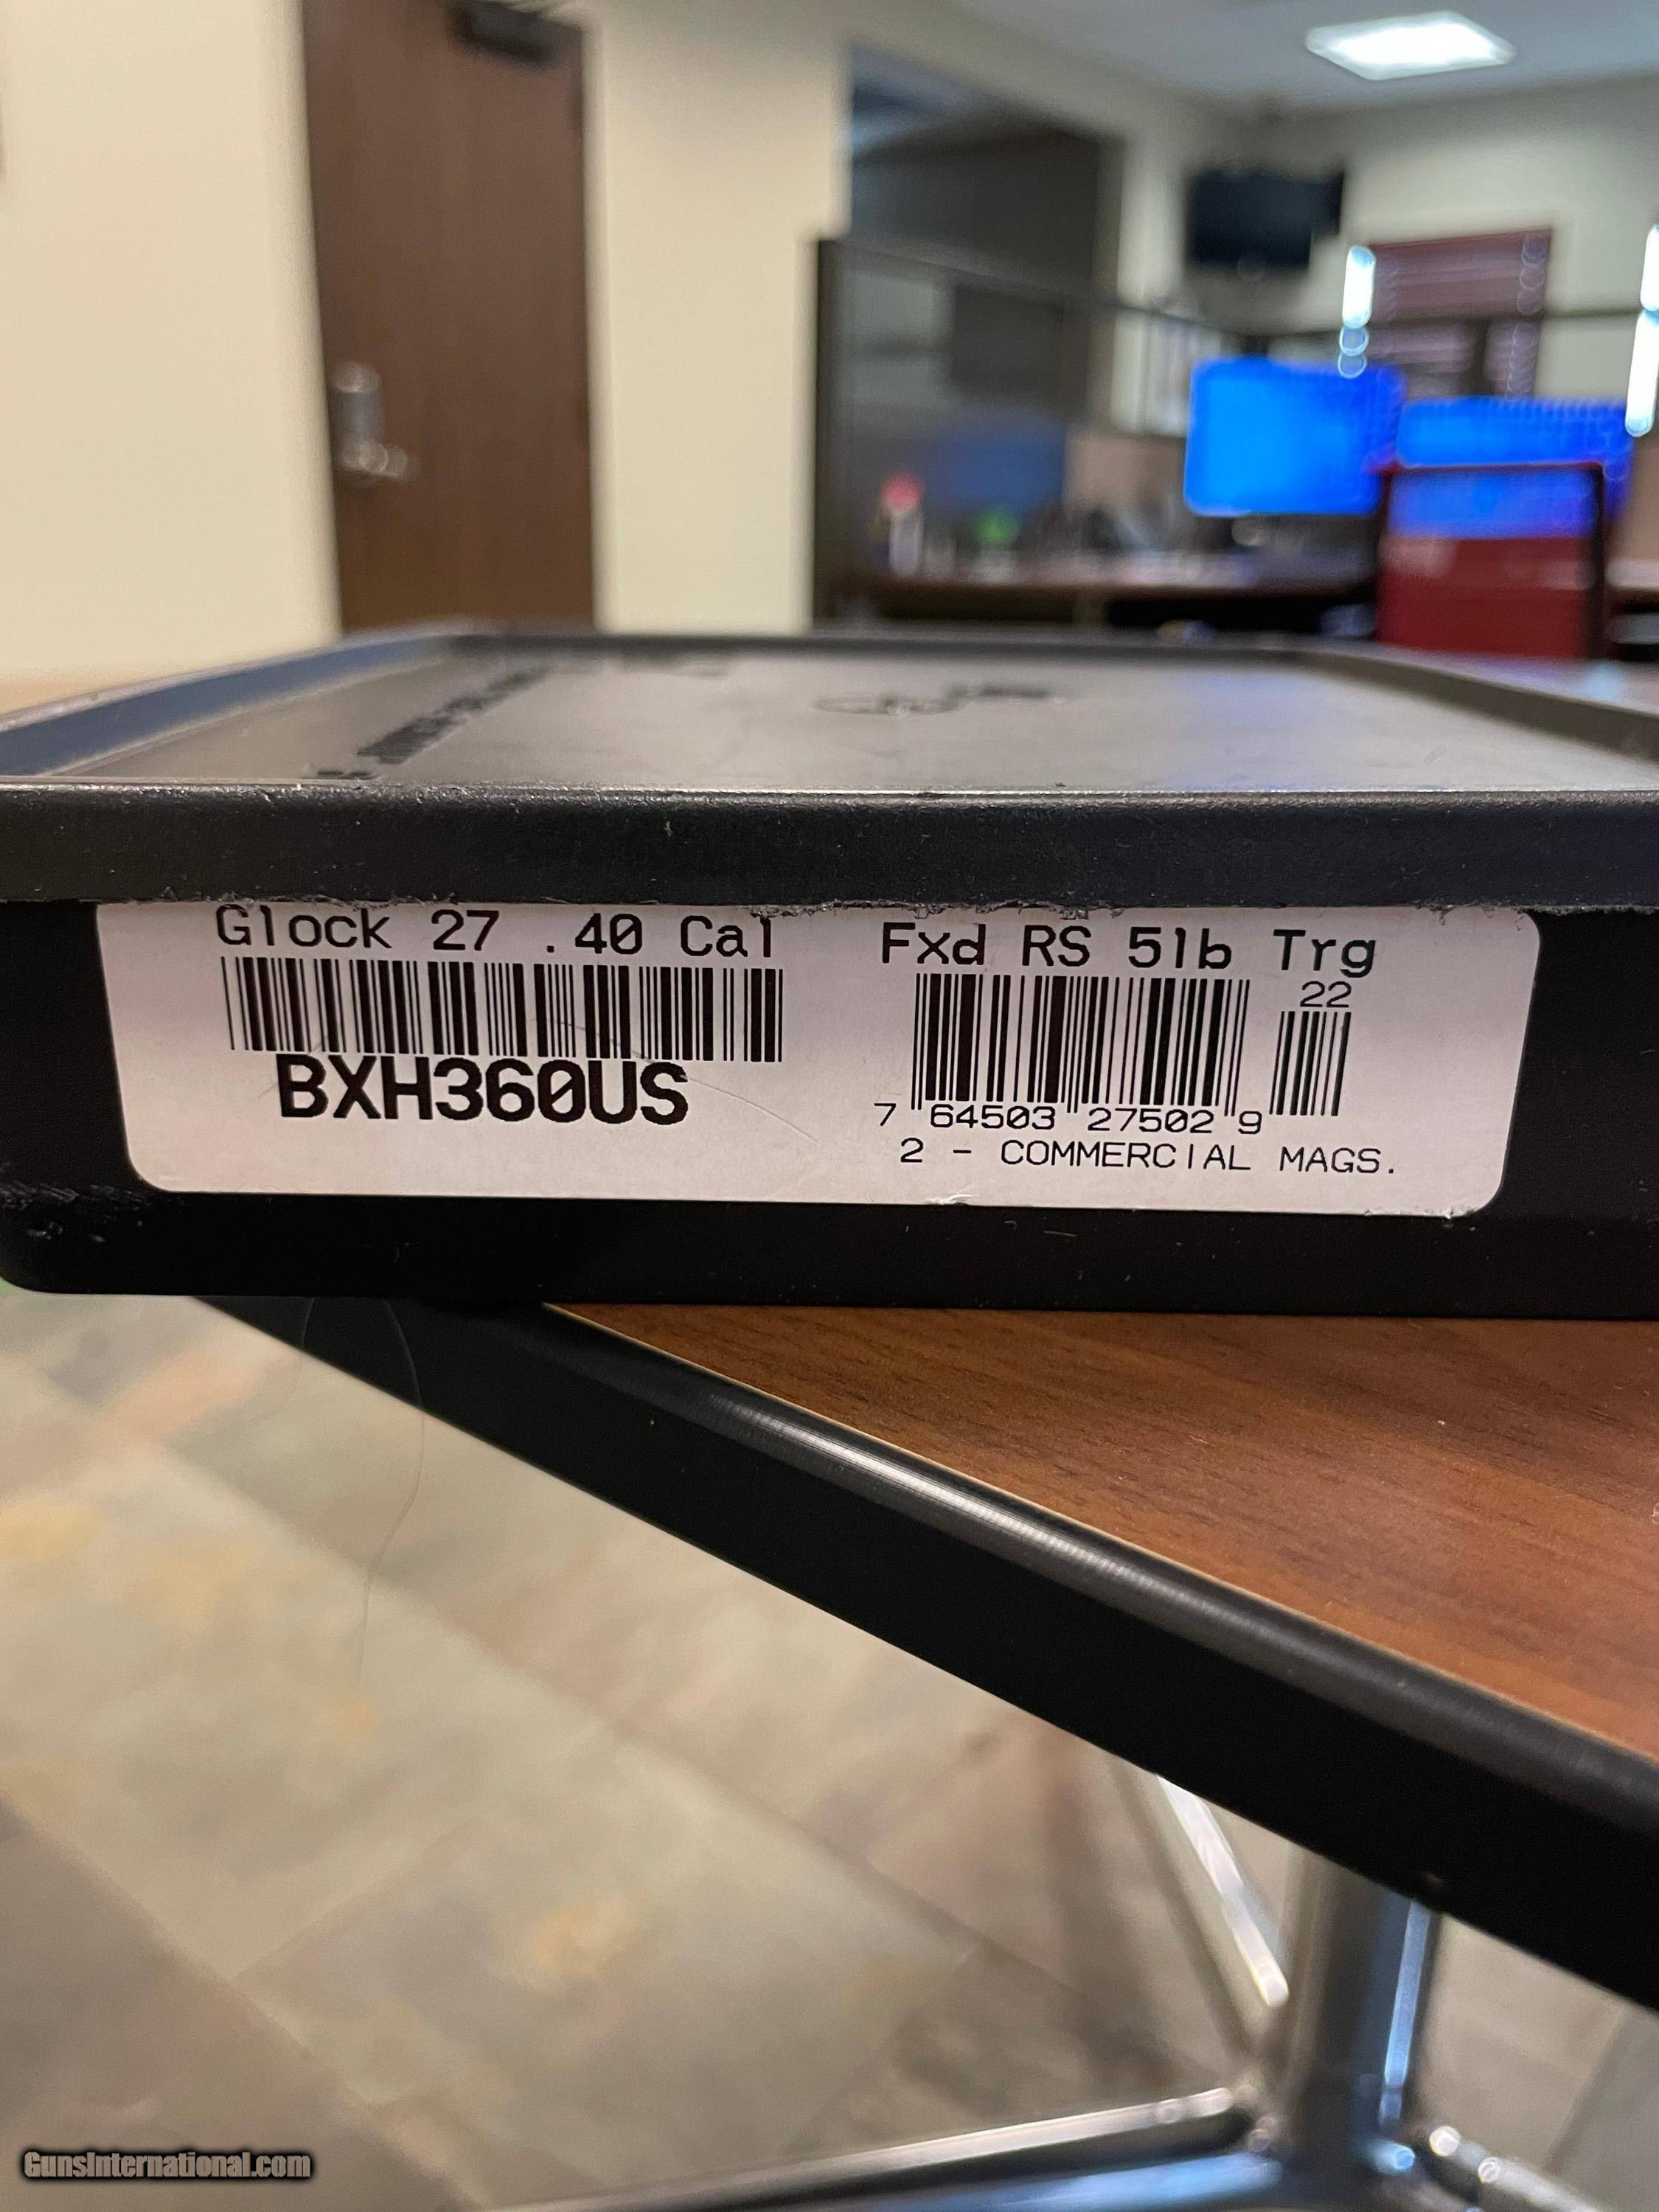 Glock 27 .40 Cal
BXH360US
Fxd RS 5lb Trg
22
7 64503 27502 9
2 - COMMERCIAL MAGS.
GunsInternational.com